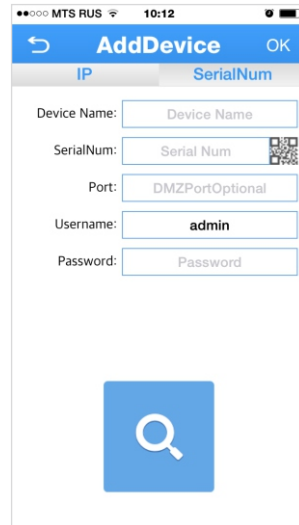 MTS RUS 10:12
AddDevice OK
IP SerialNum
Device Name: Device Name
SerialNum: Serial Num
Port: DMZPortOptional
Username: admin
Password: Password